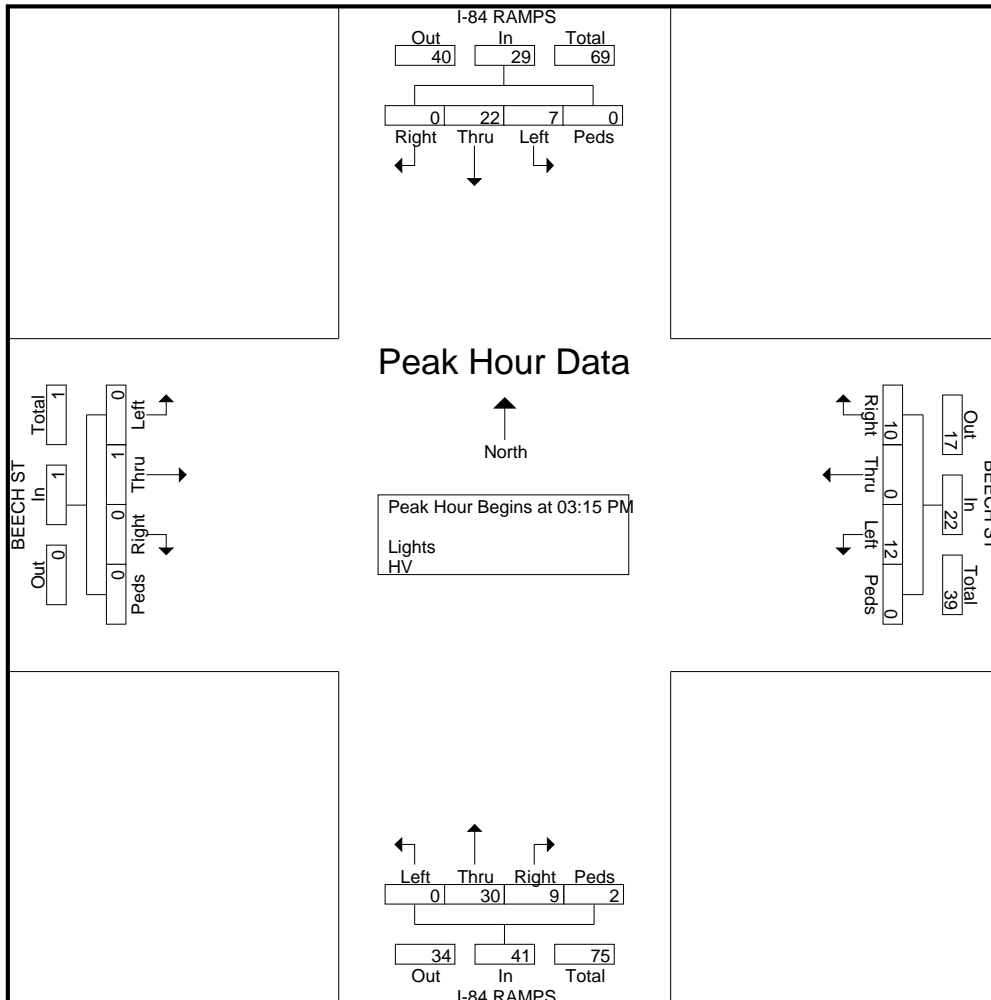 I-84 RAMPS
Out In Total
40 29 69
0 22 7 0
Right Thru Left Peds
Peak Hour Data
North
Peak Hour Begins at 03:15 PM
Lights
HV
BEECH ST
Total In Out
1 1 0
0 1 0 0
Left Thru Right Peds
Right Thru Left Peds
10 0 12 0
Out In Total
17 22 39
BEECH ST
Left Thru Right Peds
0 30 9 2
34 41 75
Out In Total
I-84 RAMPS